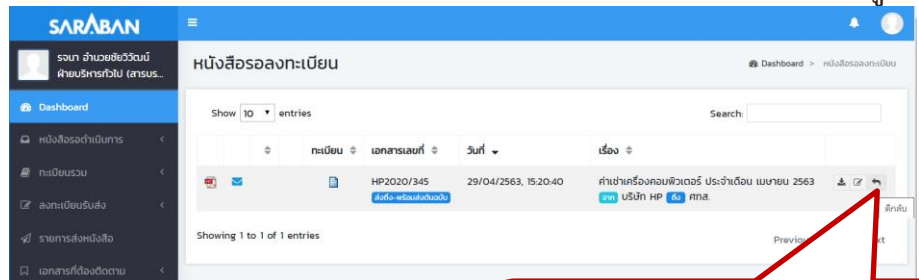 SARABAN
รจนา อำนวยชัยวิวัฒน์
ฝ่ายบริหารทั่วไป (สารบร...
หนังสือรอลงทะเบียน
Dashboard > หนังสือรอลงทะเบียน
Dashboard
หนังสือรอดำเนินการ
ทะเบียนรวม
ลงทะเบียนรับส่ง
รายการส่งหนังสือ
เอกสารที่ต้องติดตาม
Show 10 entries
Search:
ทะเบียน เอกสารเลขที่ วันที่ เรื่อง
HP2020/345 29/04/2563, 15:20:40 ค่าเช่าเครื่องคอมพิวเตอร์ ประจำเดือน เมษายน 2563
ส่งถึง-พร้อมส่งต้นฉบับ จาก บริษัท HP ถึง ศทส.
ตีกลับ
Showing 1 to 1 of 1 entries